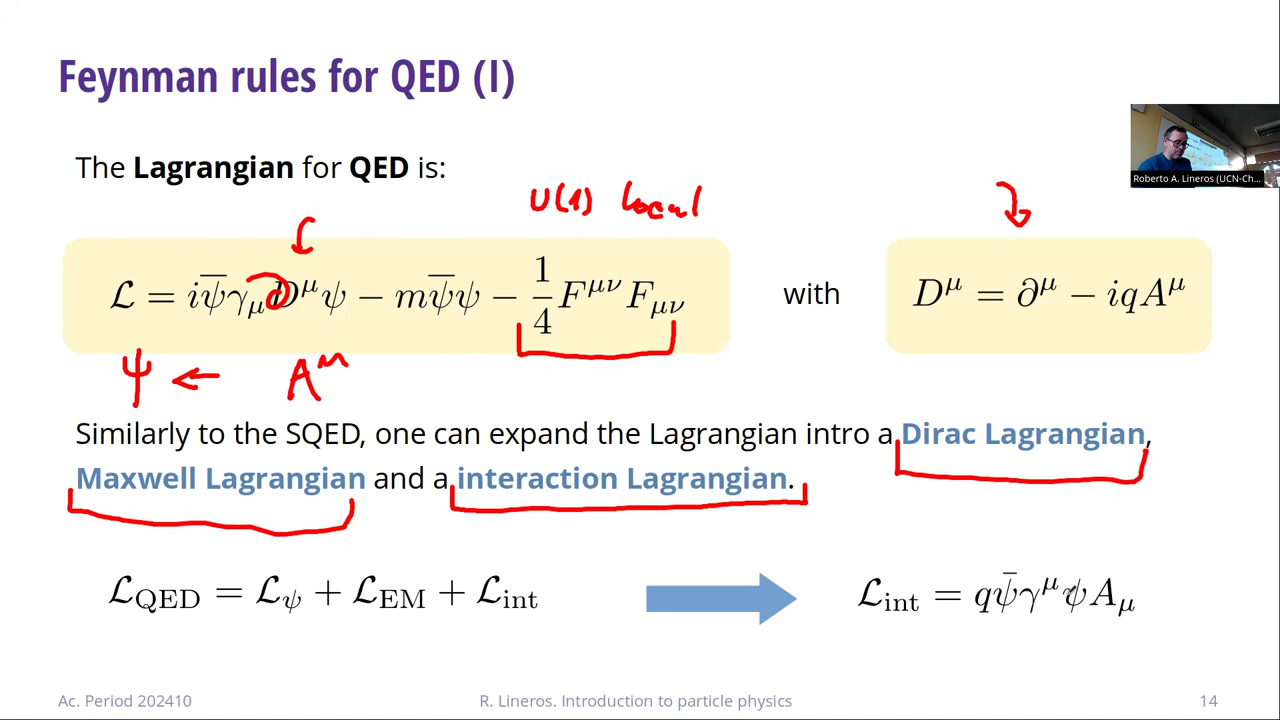 Feynman rules for QED (I)
The Lagrangian for QED is:
Roberto A. Lineros (UCN-Ch...
U(1) local
ℒ = iψ̅γ_μ D^μ ψ − mψ̅ψ − 1/4 F^{μν} F_{μν} with D^μ = ∂^μ − iqA^μ
∂
ψ ← A^μ
Similarly to the SQED, one can expand the Lagrangian intro a Dirac Lagrangian,
Maxwell Lagrangian and a interaction Lagrangian.
ℒ_QED = ℒ_ψ + ℒ_EM + ℒ_int ℒ_int = qψ̅γ^μψA_μ
Ac. Period 202410 R. Lineros. Introduction to particle physics 14